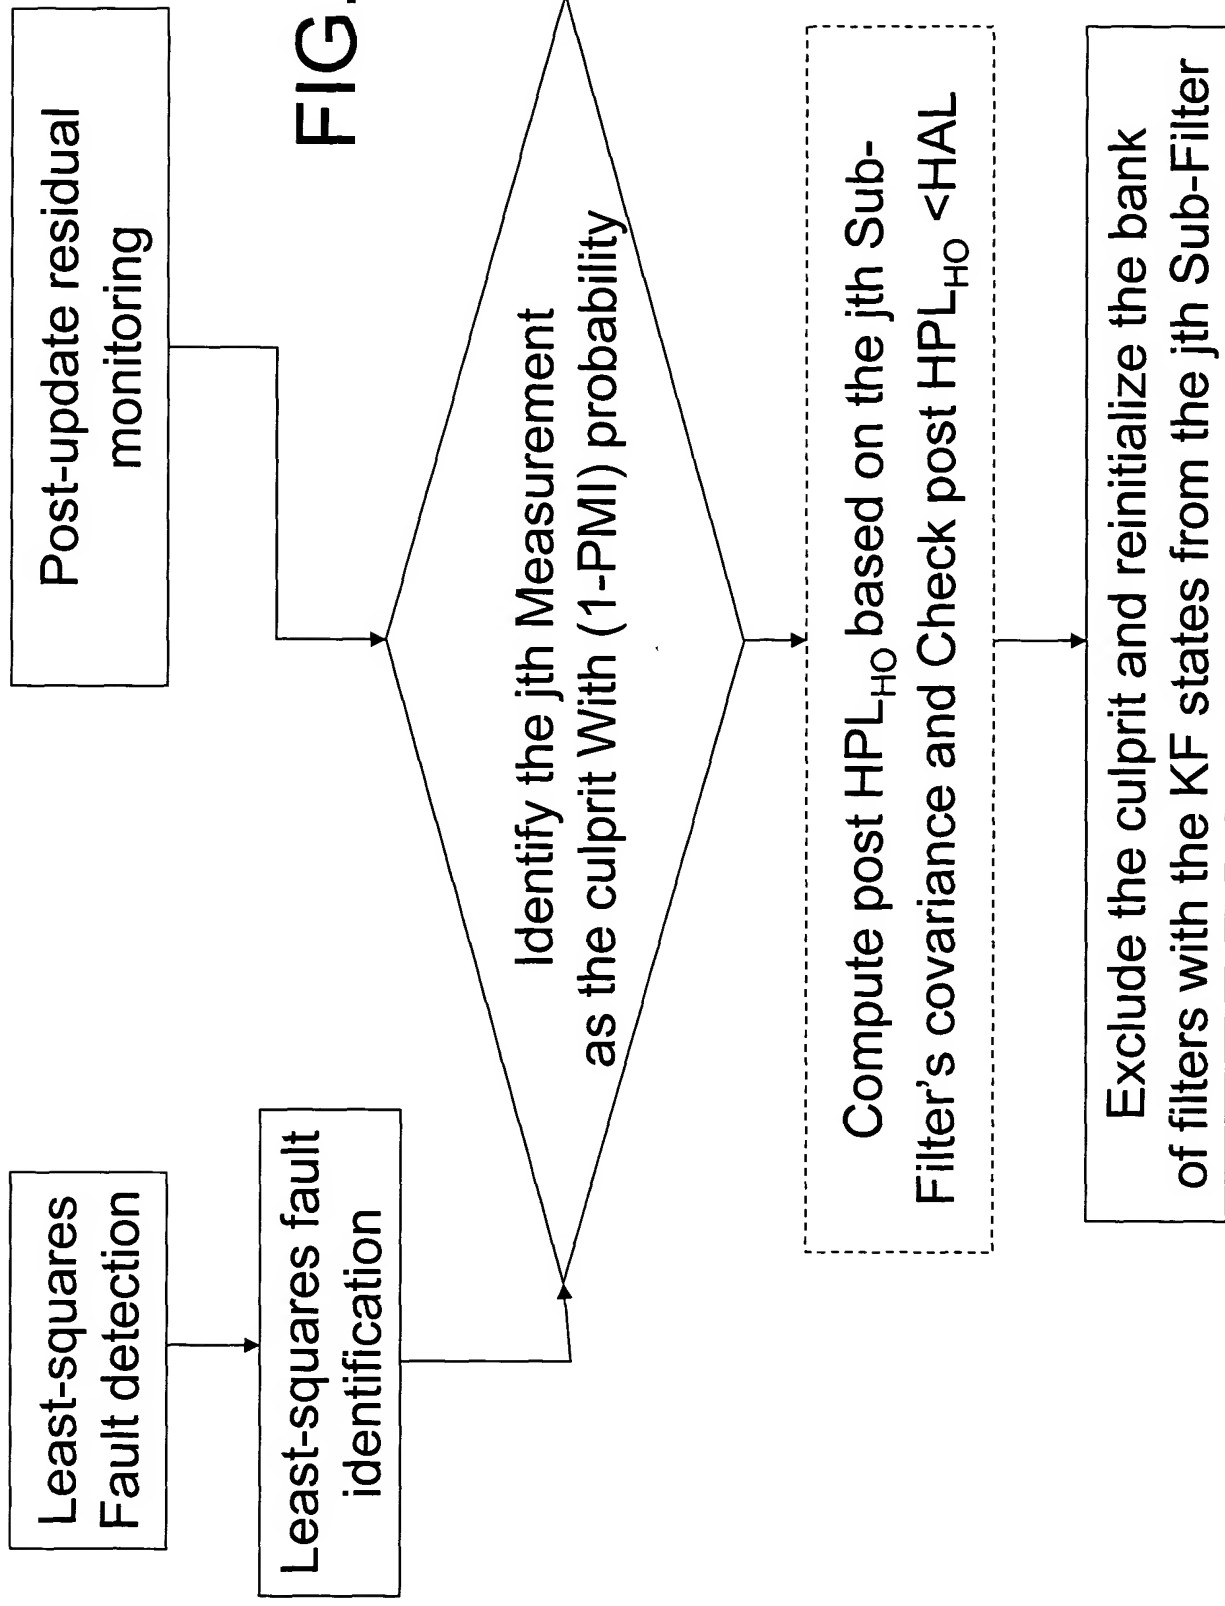 Least-squares
Fault detection
Least-squares fault
identification
Post-update residual
monitoring
FIG.
Identify the jth Measurement
as the culprit With (1-PMI) probability
Compute post HPL_HO based on the jth Sub-
Filter's covariance and Check post HPL_HO <HAL
Exclude the culprit and reinitialize the bank
of filters with the KF states from the jth Sub-Filter